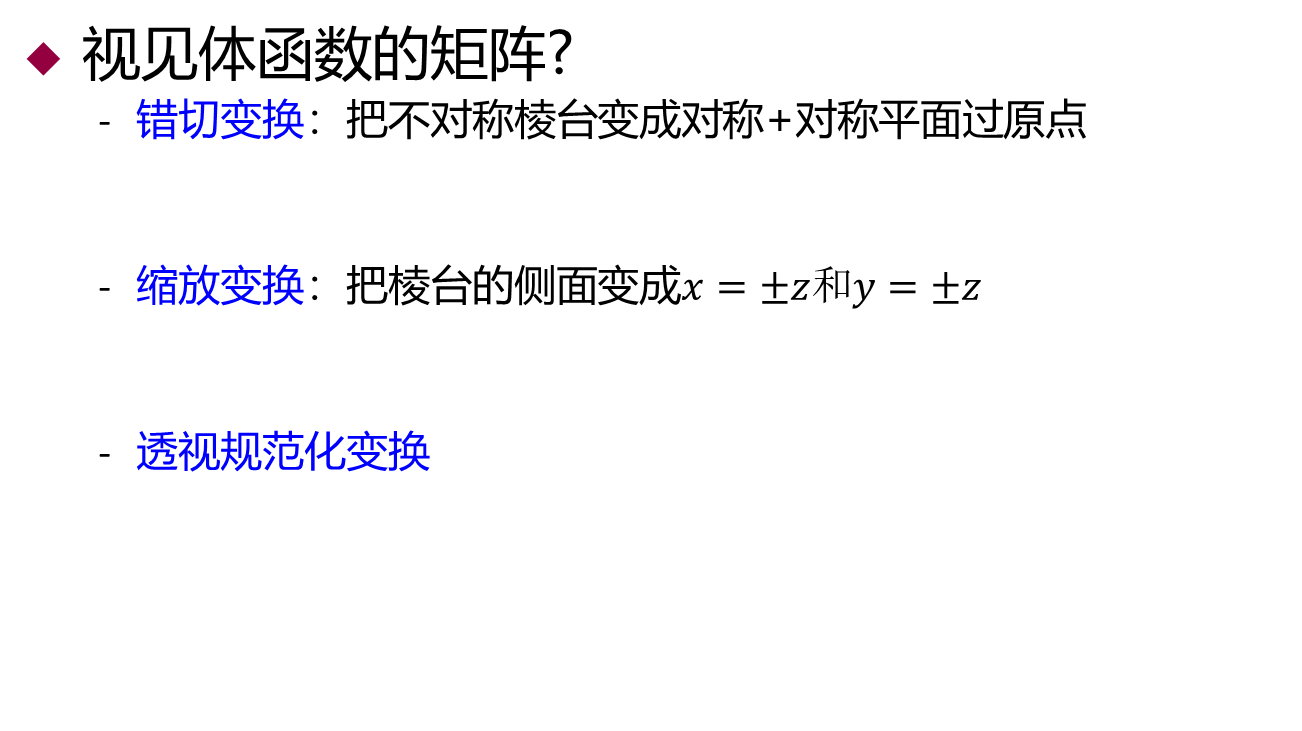 ◆ 视见体函数的矩阵?
- 错切变换：把不对称棱台变成对称+对称平面过原点
- 缩放变换：把棱台的侧面变成𝑥 = ±𝑧和𝑦 = ±𝑧
- 透视规范化变换